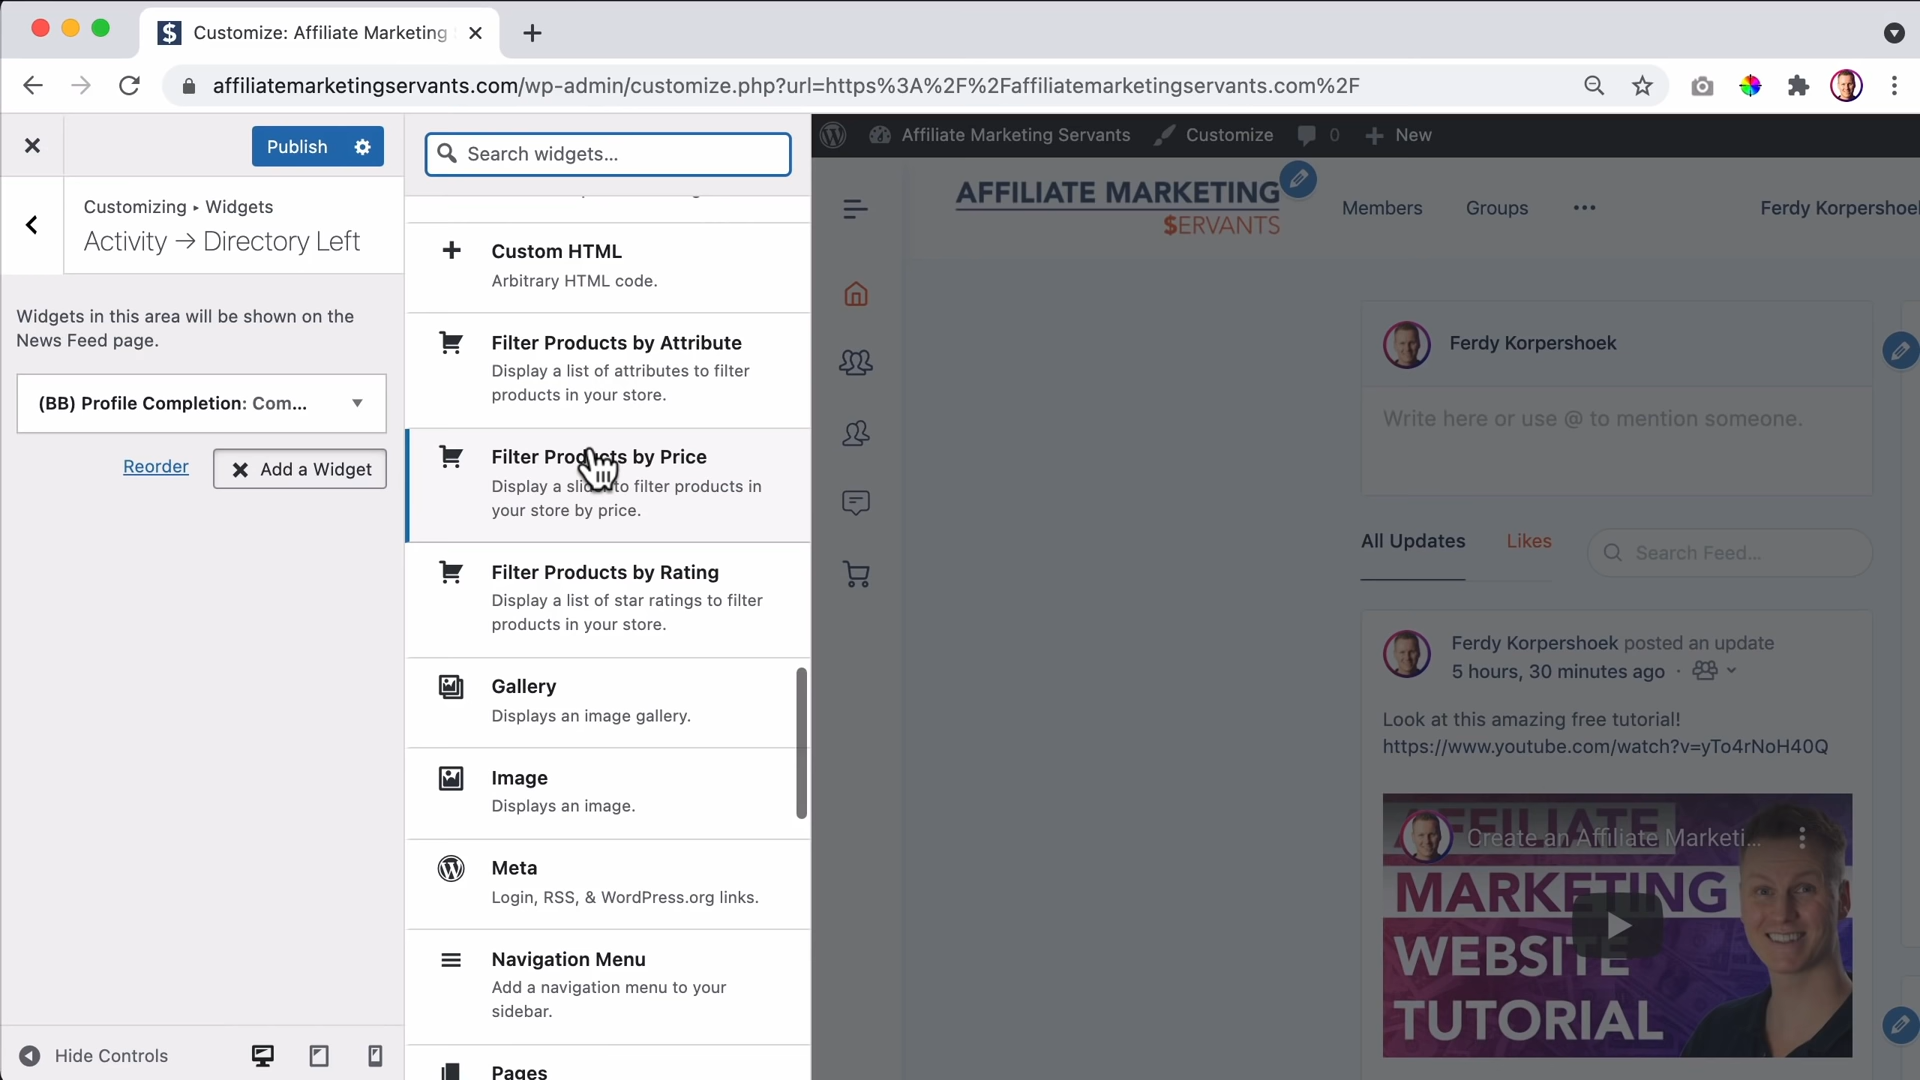 Customize: Affiliate Marketing
affiliatemarketingservants.com/wp-admin/customize.php?url=https%3A%2F%2Faffiliatemarketingservants.com%2F
Publish
Customizing ▸ Widgets
Activity → Directory Left
Widgets in this area will be shown on the
News Feed page.
(BB) Profile Completion: Com...
Reorder
Add a Widget
Hide Controls
Search widgets...
Custom HTML
Arbitrary HTML code.
Filter Products by Attribute
Display a list of attributes to filter
products in your store.
Filter Products by Price
Display a slider to filter products in
your store by price.
Filter Products by Rating
Display a list of star ratings to filter
products in your store.
Gallery
Displays an image gallery.
Image
Displays an image.
Meta
Login, RSS, & WordPress.org links.
Navigation Menu
Add a navigation menu to your
sidebar.
Pages
Affiliate Marketing Servants Customize 0 New
AFFILIATE MARKETING
$ERVANTS
Members Groups ••• Ferdy Korpershoe
Ferdy Korpershoek
Write here or use @ to mention someone.
All Updates Likes Search Feed...
Ferdy Korpershoek posted an update
5 hours, 30 minutes ago
Look at this amazing free tutorial!
https://www.youtube.com/watch?v=yTo4rNoH40Q
Create an Affiliate Marketi...
AFFILIATE
MARKETING
WEBSITE
TUTORIAL